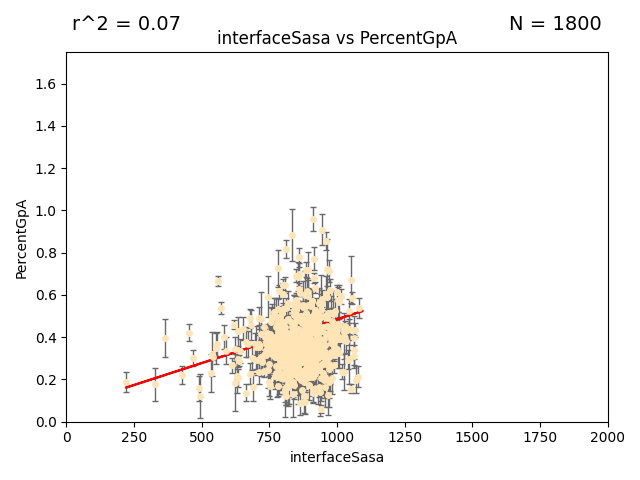 r^2 = 0.07 N = 1800
interfaceSasa vs PercentGpA
PercentGpA
1.6
1.4
1.2
1.0
0.8
0.6
0.4
0.2
0.0
0 250 500 750 1000 1250 1500 1750 2000
interfaceSasa